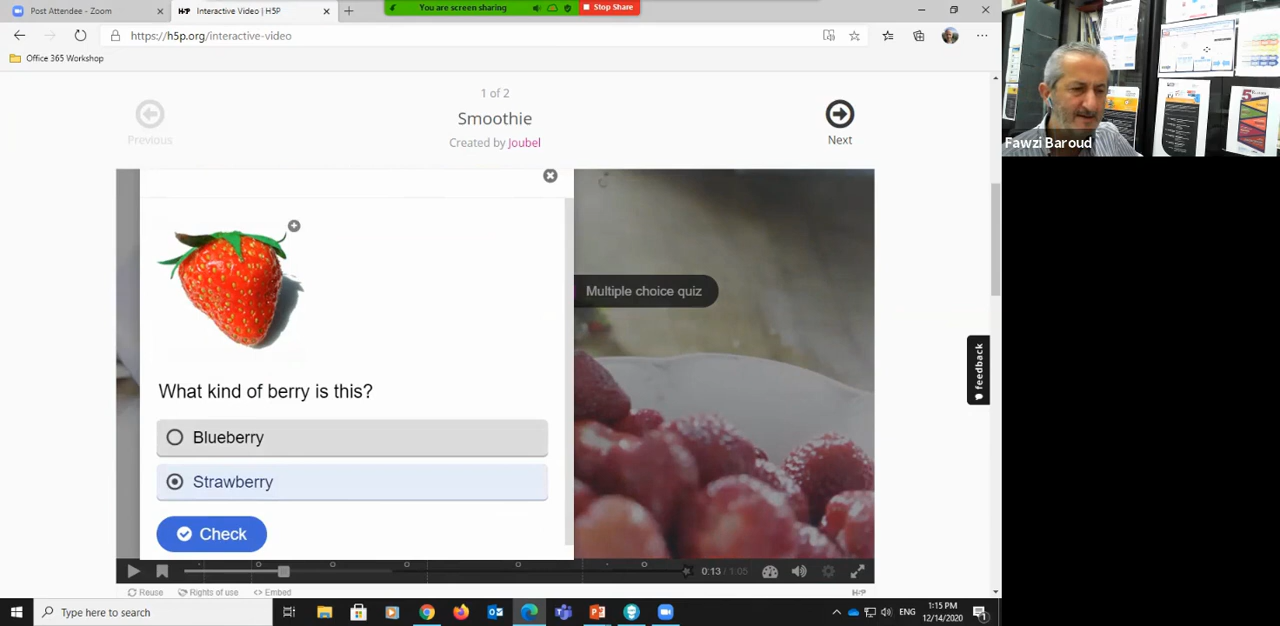 Post Attendee - Zoom
H-P Interactive Video | H5P
You are screen sharing
Stop Share
https://h5p.org/interactive-video
Office 365 Workshop
1 of 2
Previous
Smoothie
Next
Created by Joubel
Fawzi Baroud
Multiple choice quiz
What kind of berry is this?
Blueberry
Strawberry
Check
feedback
0:13 / 1:05
Reuse
Rights of use
Embed
H-P
Type here to search
ENG
1:15 PM
12/14/2020